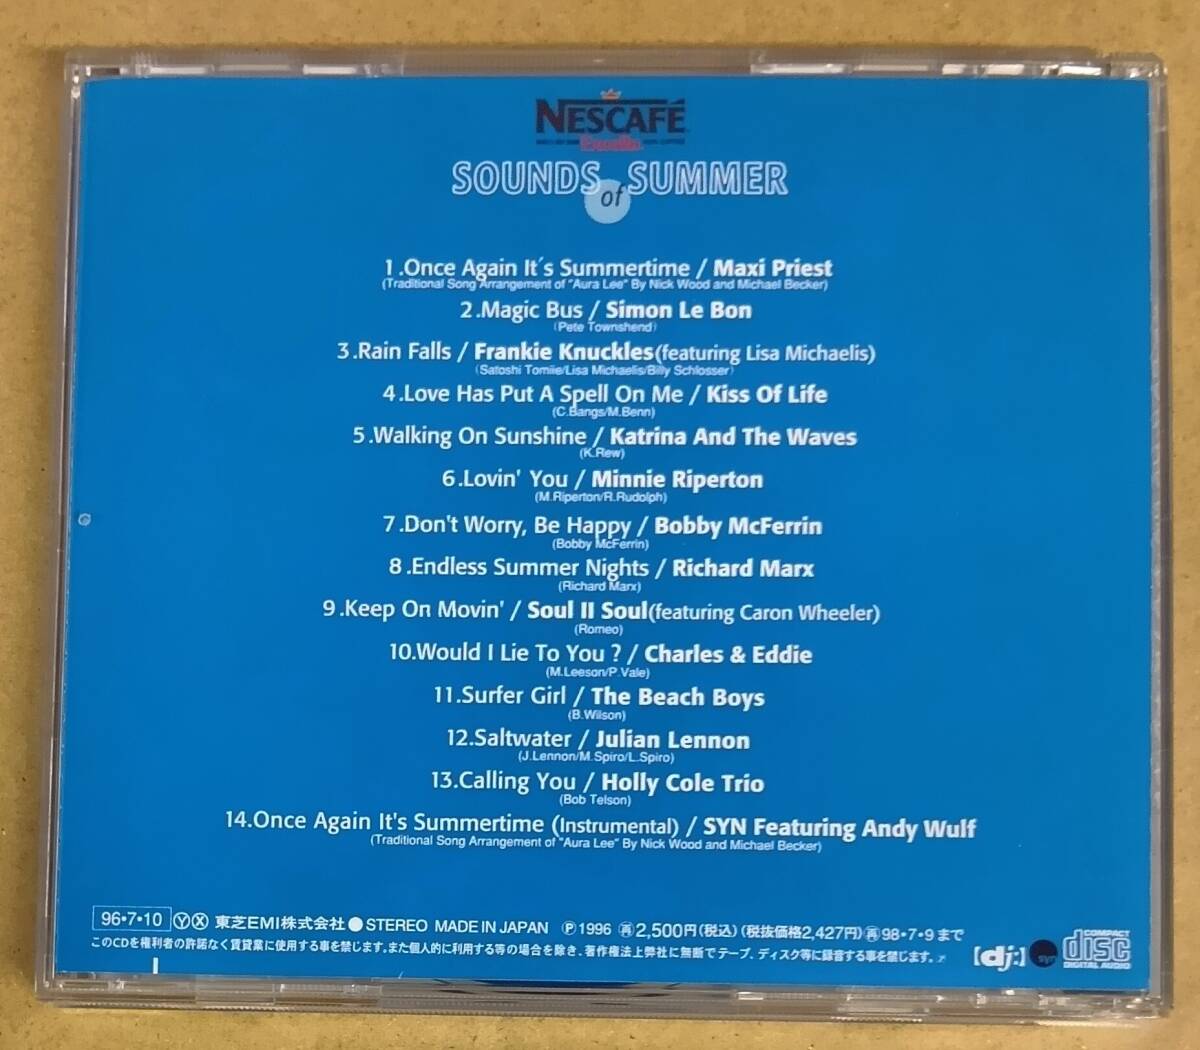 NESCAFÉ
Excella
SOUNDS of SUMMER
1.Once Again It´s Summertime / Maxi Priest
(Traditional Song Arrangement of "Aura Lee" By Nick Wood and Michael Becker)
2.Magic Bus / Simon Le Bon
(Pete Townshend)
3.Rain Falls / Frankie Knuckles(featuring Lisa Michaelis)
(Satoshi Tomiie/Lisa Michaelis/Billy Schlosser)
4.Love Has Put A Spell On Me / Kiss Of Life
(C.Bangs/M.Benn)
5.Walking On Sunshine / Katrina And The Waves
(K.Rew)
6.Lovin' You / Minnie Riperton
(M.Riperton/R.Rudolph)
7.Don't Worry, Be Happy / Bobby McFerrin
(Bobby McFerrin)
8.Endless Summer Nights / Richard Marx
(Richard Marx)
9.Keep On Movin' / Soul II Soul(featuring Caron Wheeler)
(Romeo)
10.Would I Lie To You ? / Charles & Eddie
(M.Leeson/P.Vale)
11.Surfer Girl / The Beach Boys
(B.Wilson)
12.Saltwater / Julian Lennon
(J.Lennon/M.Spiro/L.Spiro)
13.Calling You / Holly Cole Trio
(Bob Telson)
14.Once Again It's Summertime (Instrumental) / SYN Featuring Andy Wulf
(Traditional Song Arrangement of "Aura Lee" By Nick Wood and Michael Becker)
96・7・10 Ⓨ Ⓧ 東芝EMI株式会社●STEREO MADE IN JAPAN Ⓟ1996 再2,500円(税込)(税抜価格2,427円)再98・7・9まで
このCDを権利者の許諾なく賃貸業に使用する事を禁じます。また個人的に利用する等の場合を除き、著作権法上弊社に無断でテープ、ディスク等に録音する事を禁じます。
[dj:] syn COMPACT disc DIGITAL AUDIO